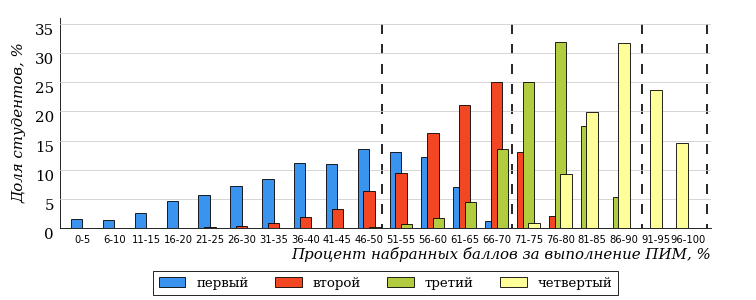 Доля студентов, %
35
30
25
20
15
10
5
0
0-5 6-10 11-15 16-20 21-25 26-30 31-35 36-40 41-45 46-50 51-55 56-60 61-65 66-70 71-75 76-80 81-85 86-90 91-95 96-100
Процент набранных баллов за выполнение ПИМ, %
первый второй третий четвертый